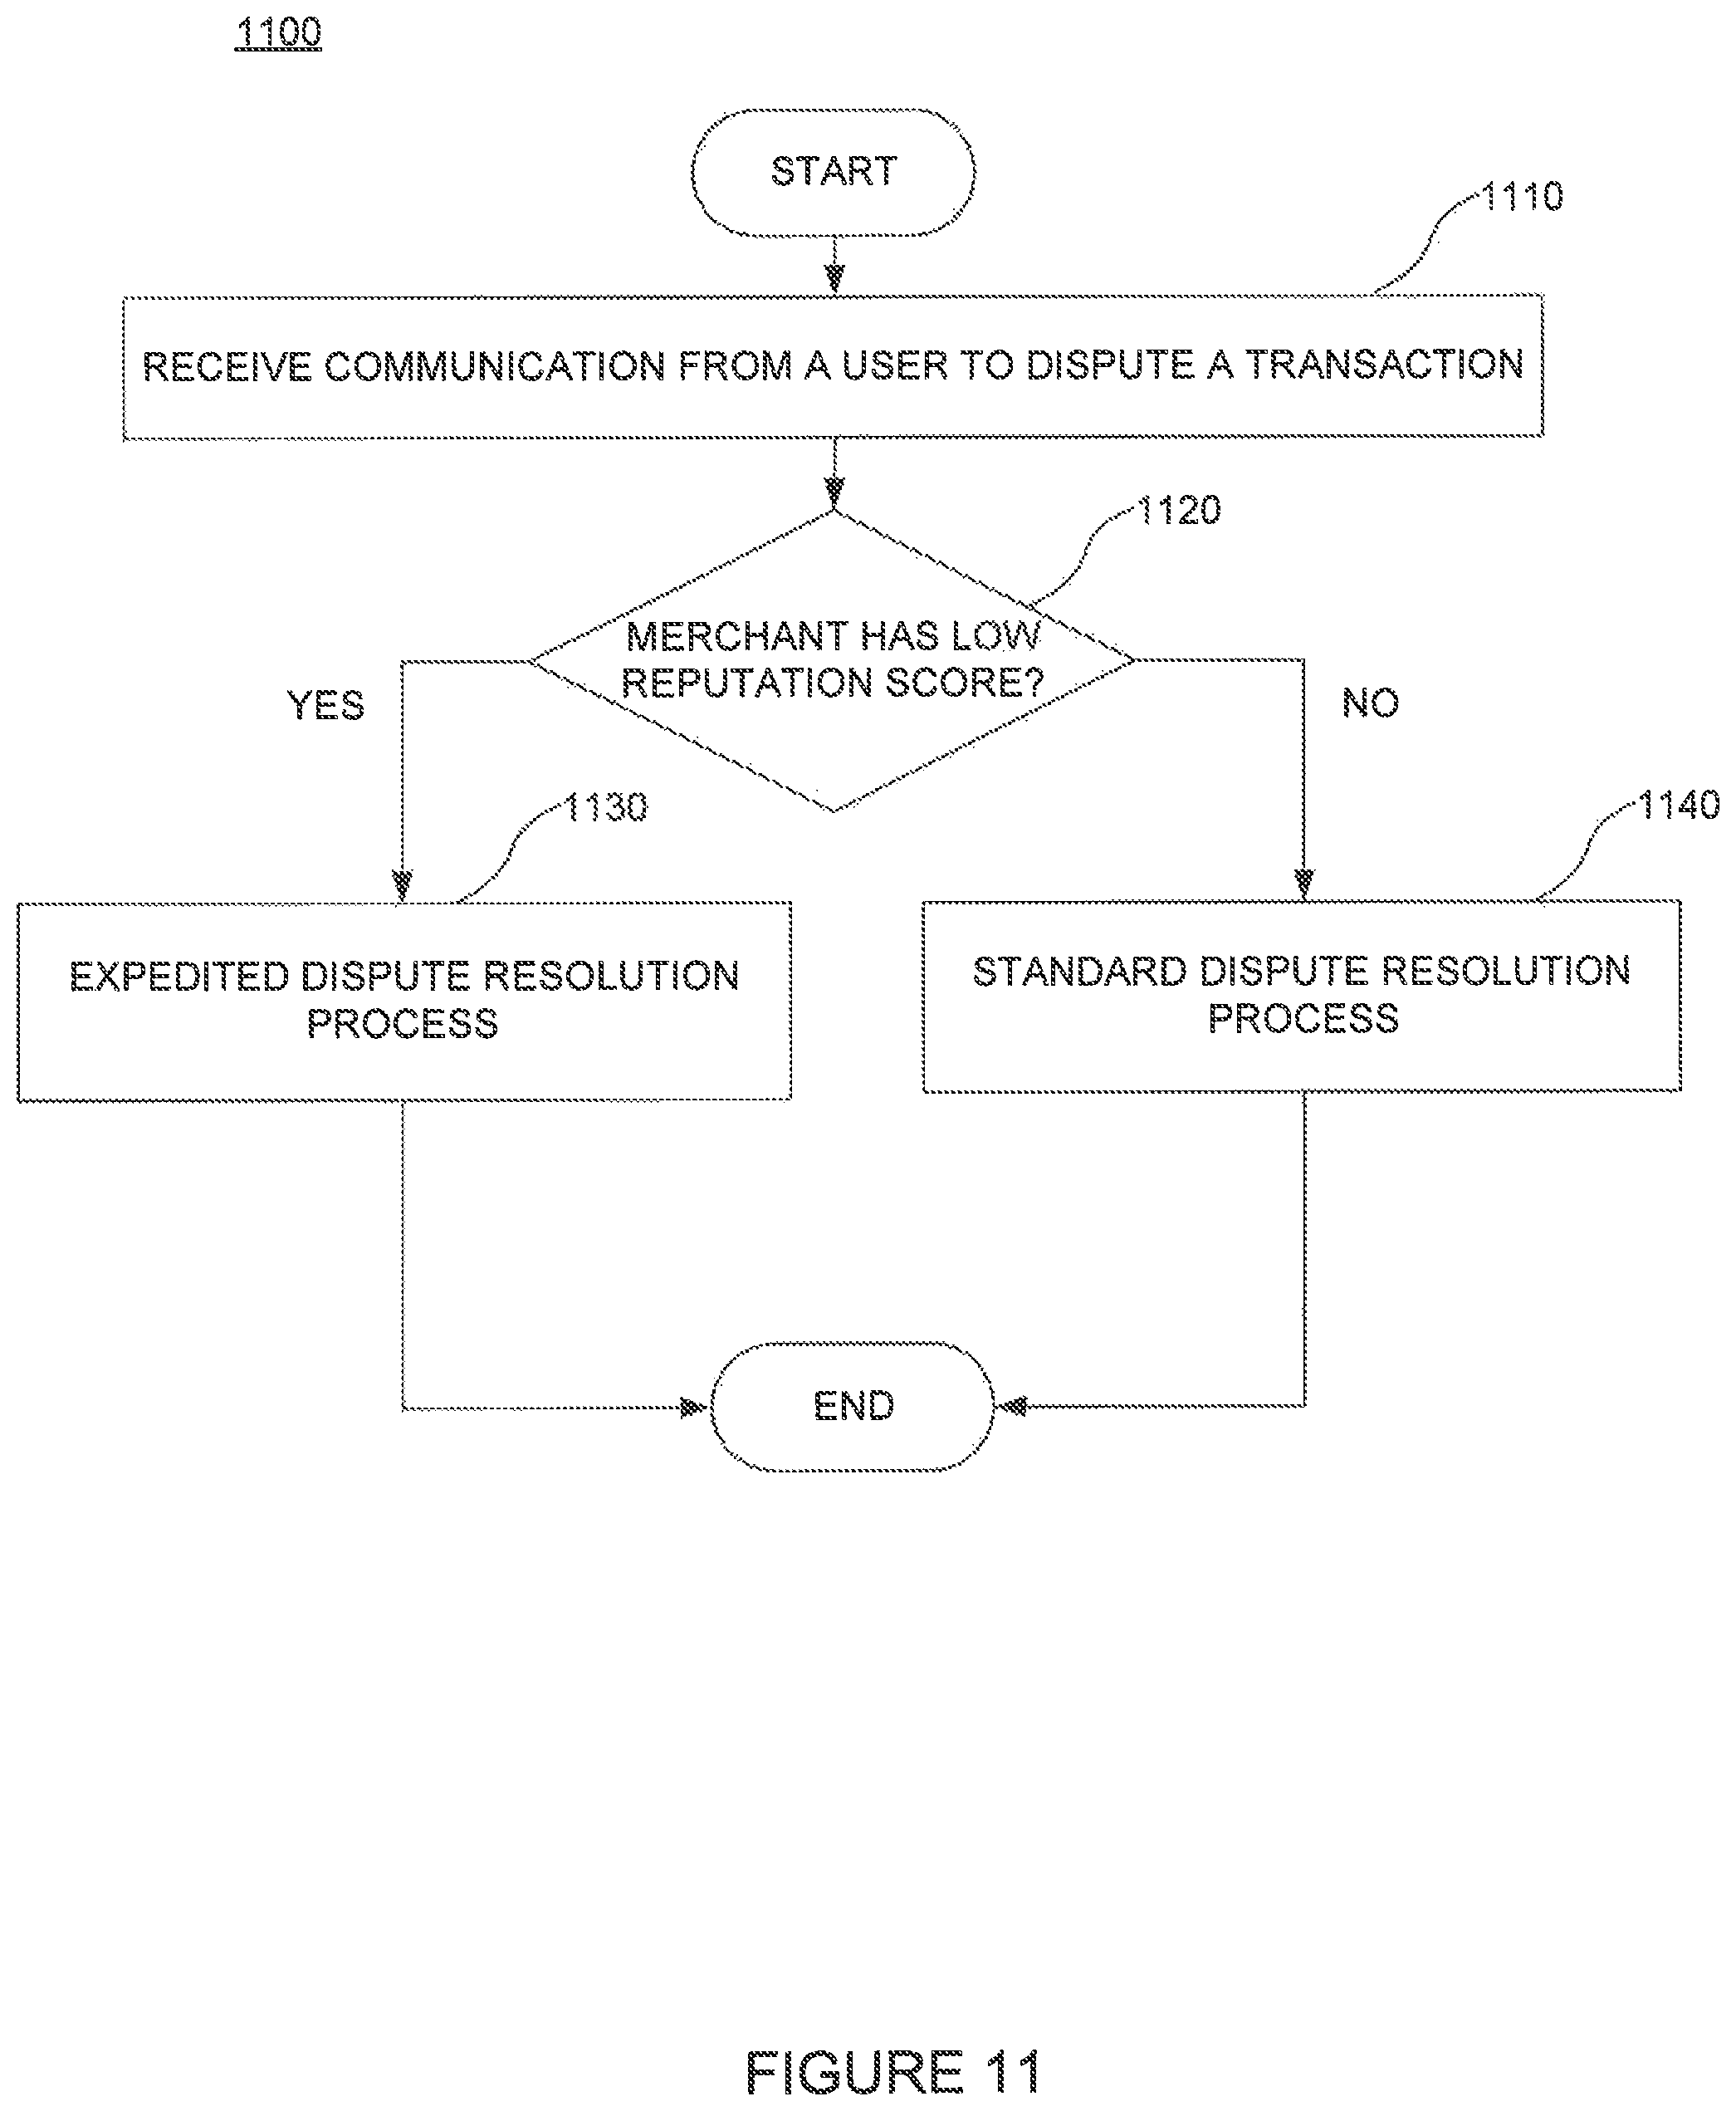 1100
START
1110
RECEIVE COMMUNICATION FROM A USER TO DISPUTE A TRANSACTION
1120
MERCHANT HAS LOW
REPUTATION SCORE?
YES
NO
1130
1140
EXPEDITED DISPUTE RESOLUTION
PROCESS
STANDARD DISPUTE RESOLUTION
PROCESS
END
FIGURE 11